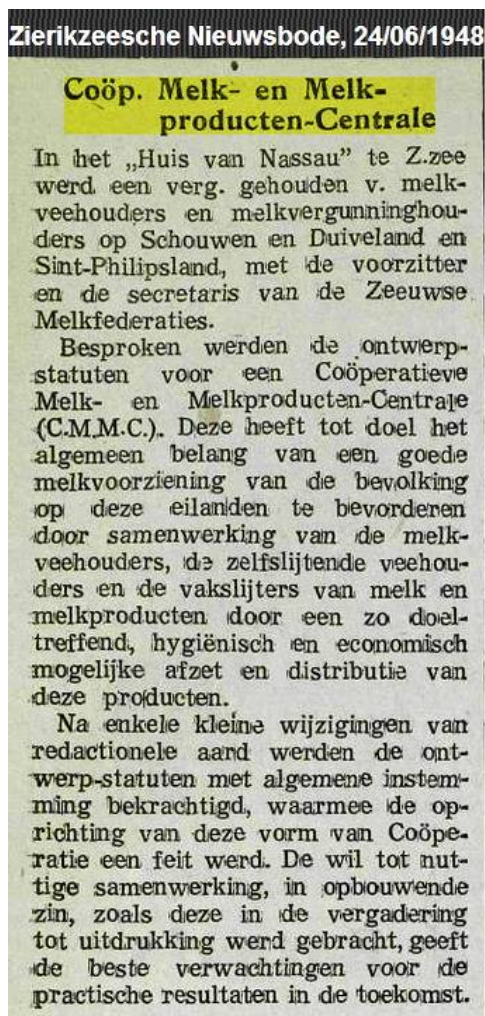 Zierikzeesche Nieuwsbode, 24/06/1948
Coöp. Melk- en Melk-
producten-Centrale
In het „Huis van Nassau” te Z.zee
werd een verg. gehouden v. melk-
veehouders en melkvergunninghou-
ders op Schouwen en Duiveland en
Sint-Philipsland, met de voorzitter
en de secretaris van de Zeeuwse
Melkfederaties.
Besproken werden de ontwerp-
statuten voor een Coöperatieve
Melk- en Melkproducten-Centrale
(C.M.M.C.). Deze heeft tot doel het
algemeen belang van een goede
melkvoorziening van de bevolking
op deze eilanden te bevorderen
door samenwerking van de melk-
veehouders, de zelfslijtende veehou-
ders en de vakslijters van melk en
melkproducten door een zo doel-
treffend, hygiënisch en economisch
mogelijke afzet en distributie van
deze producten.
Na enkele kleine wijzigingen van
redactionele aard werden de ont-
werp-statuten met algemene instem-
ming bekrachtigd, waarmee de op-
richting van deze vorm van Coöpe-
ratie een feit werd. De wil tot nut-
tige samenwerking, in opbouwende
zin, zoals deze in de vergadering
tot uitdrukking werd gebracht, geeft
de beste verwachtingen voor de
practische resultaten in de toekomst.